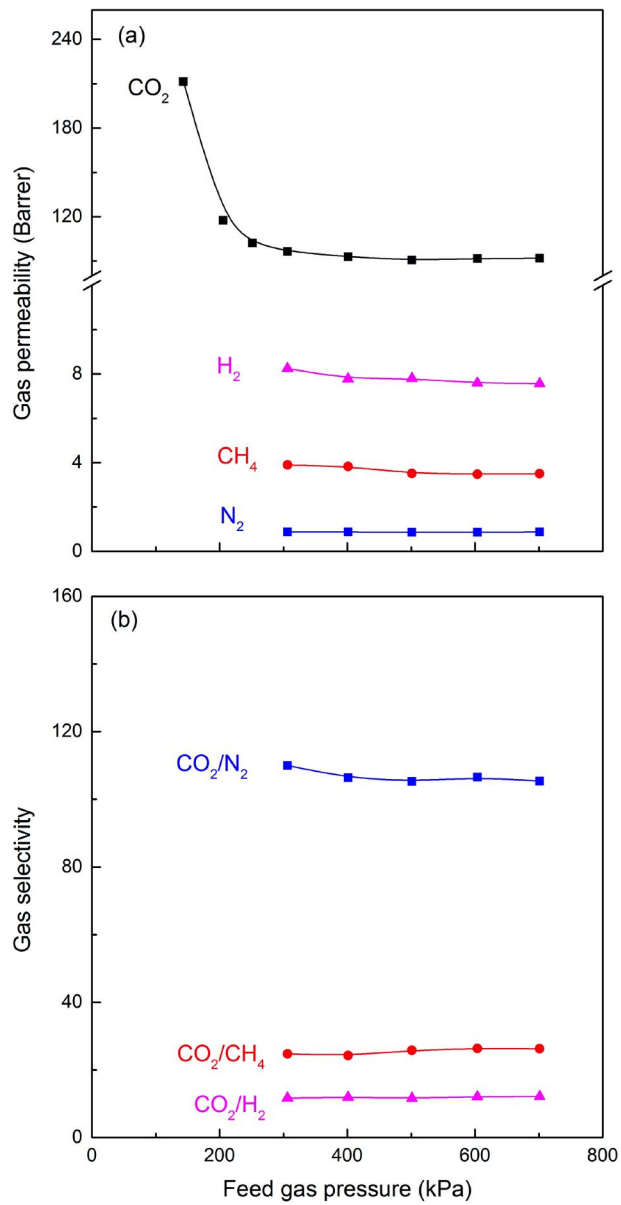 (a)
240
180
120
8
4
0
Gas permeability (Barrer)
CO₂
H₂
CH₄
N₂
(b)
160
120
80
40
0
Gas selectivity
CO₂/N₂
CO₂/CH₄
CO₂/H₂
0 200 400 600 800
Feed gas pressure (kPa)